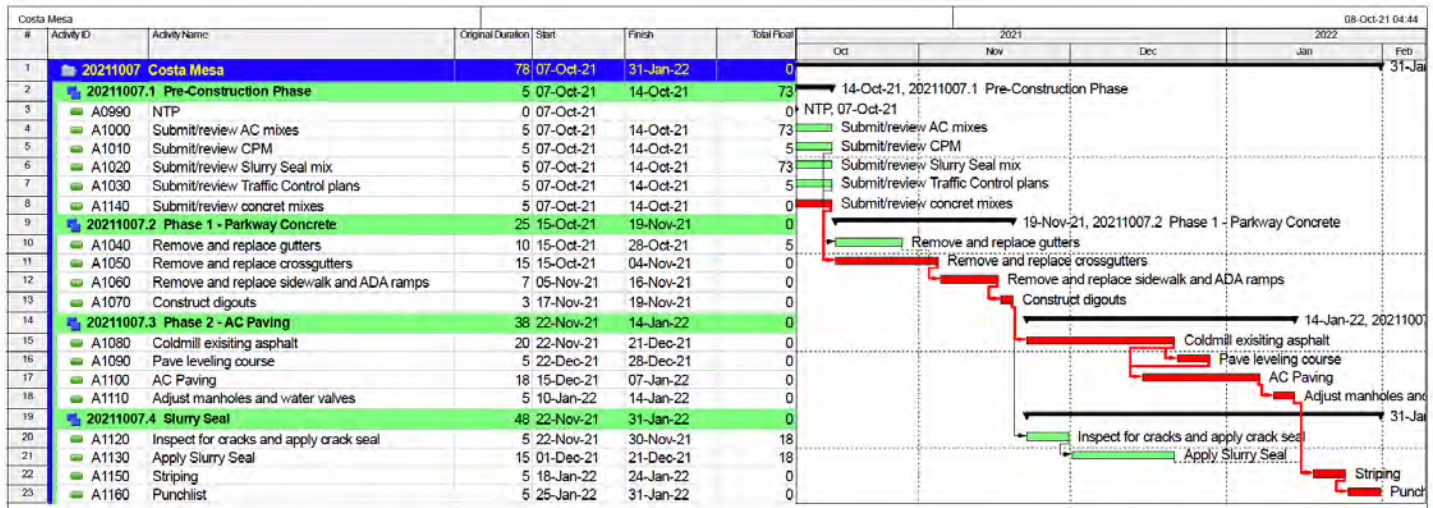 Costa Mesa 08-Oct-21 04:44
# Activity ID Activity Name Original Duration Start Finish Total Float 2021 2022
Oct Nov Dec Jan Feb
1 20211007 Costa Mesa 78 07-Oct-21 31-Jan-22 0 31-Ja
2 20211007.1 Pre-Construction Phase 5 07-Oct-21 14-Oct-21 73 14-Oct-21, 20211007.1 Pre-Construction Phase
3 A0990 NTP 0 07-Oct-21 0 NTP, 07-Oct-21
4 A1000 Submit/review AC mixes 5 07-Oct-21 14-Oct-21 73 Submit/review AC mixes
5 A1010 Submit/review CPM 5 07-Oct-21 14-Oct-21 5 Submit/review CPM
6 A1020 Submit/review Slurry Seal mix 5 07-Oct-21 14-Oct-21 73 Submit/review Slurry Seal mix
7 A1030 Submit/review Traffic Control plans 5 07-Oct-21 14-Oct-21 5 Submit/review Traffic Control plans
8 A1140 Submit/review concret mixes 5 07-Oct-21 14-Oct-21 0 Submit/review concret mixes
9 20211007.2 Phase 1 - Parkway Concrete 25 15-Oct-21 19-Nov-21 0 19-Nov-21, 20211007.2 Phase 1 - Parkway Concrete
10 A1040 Remove and replace gutters 10 15-Oct-21 28-Oct-21 5 Remove and replace gutters
11 A1050 Remove and replace crossgutters 15 15-Oct-21 04-Nov-21 0 Remove and replace crossgutters
12 A1060 Remove and replace sidewalk and ADA ramps 7 05-Nov-21 16-Nov-21 0 Remove and replace sidewalk and ADA ramps
13 A1070 Construct digouts 3 17-Nov-21 19-Nov-21 0 Construct digouts
14 20211007.3 Phase 2 - AC Paving 38 22-Nov-21 14-Jan-22 0 14-Jan-22, 20211007
15 A1080 Coldmill exisiting asphalt 20 22-Nov-21 21-Dec-21 0 Coldmill exisiting asphalt
16 A1090 Pave leveling course 5 22-Dec-21 28-Dec-21 0 Pave leveling course
17 A1100 AC Paving 18 15-Dec-21 07-Jan-22 0 AC Paving
18 A1110 Adjust manholes and water valves 5 10-Jan-22 14-Jan-22 0 Adjust manholes and
19 20211007.4 Slurry Seal 48 22-Nov-21 31-Jan-22 0 31-Ja
20 A1120 Inspect for cracks and apply crack seal 5 22-Nov-21 30-Nov-21 18 Inspect for cracks and apply crack seal
21 A1130 Apply Slurry Seal 15 01-Dec-21 21-Dec-21 18 Apply Slurry Seal
22 A1150 Striping 5 18-Jan-22 24-Jan-22 0 Striping
23 A1160 Punchlist 5 25-Jan-22 31-Jan-22 0 Punch